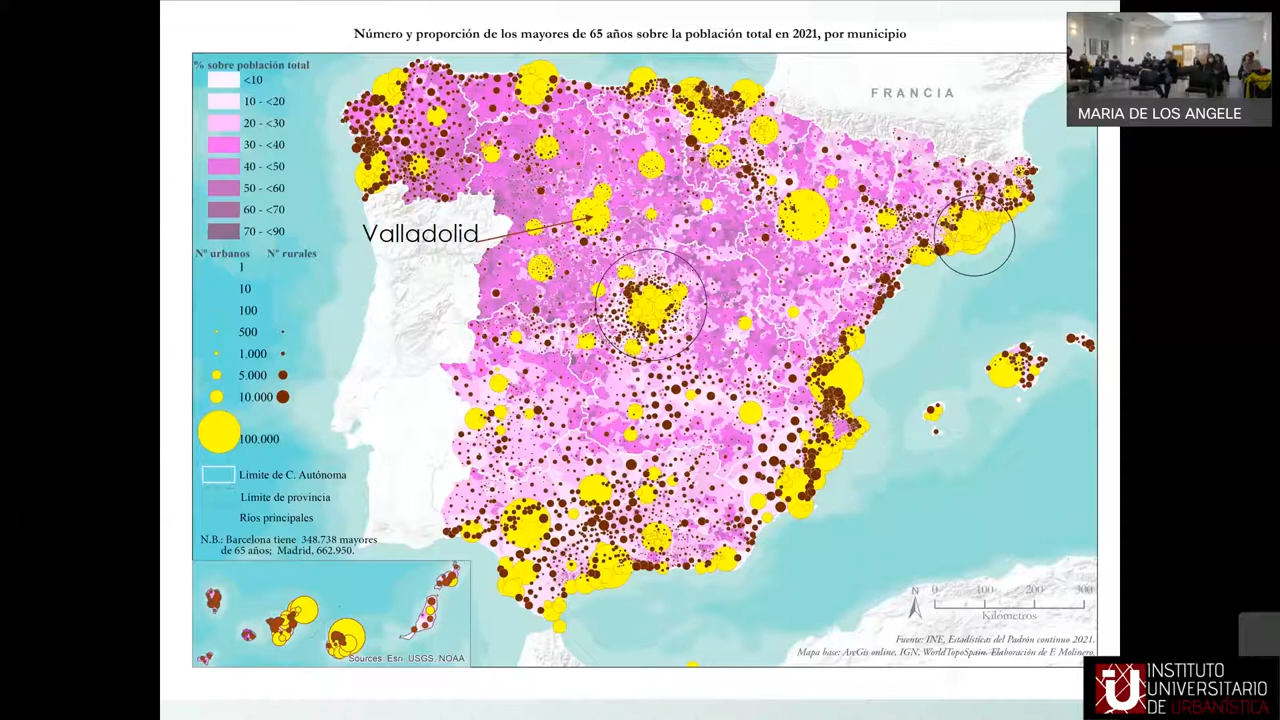 Número y proporción de los mayores de 65 años sobre la población total en 2021, por municipio
% sobre población total
<10
10 - <20
20 - <30
30 - <40
40 - <50
50 - <60
60 - <70
70 - <90
Nº urbanos Nº rurales
1
10
100
500
1.000
5.000
10.000
100.000
Límite de C. Autónoma
Límite de provincia
Ríos principales
N.B.: Barcelona tiene 348.738 mayores
de 65 años; Madrid, 662.950.
FRANCIA
Valladolid
MARIA DE LOS ANGELE
N
0 100 200 300
Kilómetros
Fuente: INE, Estadísticas del Padrón continuo 2021.
Mapa base: ArcGis online, IGN, WorldTopoSpain. Elaboración de F. Molinero.
Sources: Esri, USGS, NOAA
iU
INSTITUTO
UNIVERSITARIO
DE URBANÍSTICA